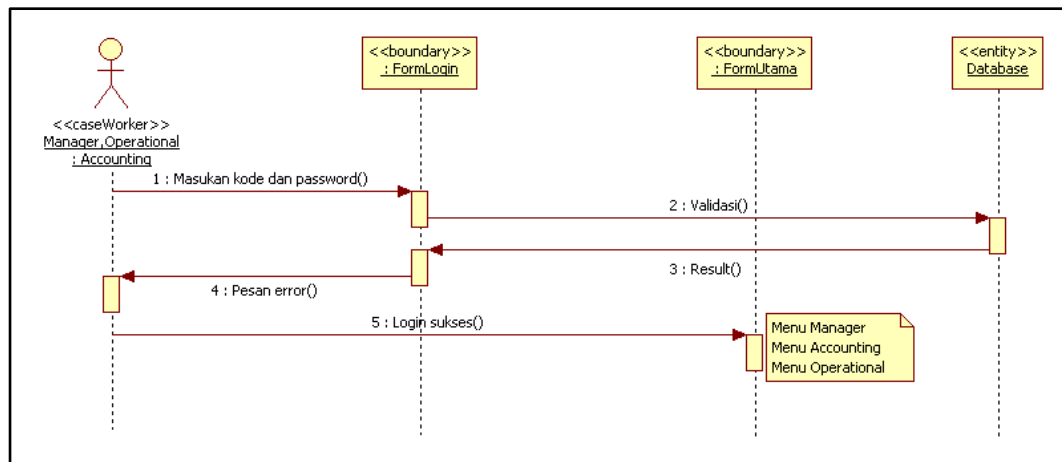 <<boundary>>
: FormLogin
<<boundary>>
: FormUtama
<<entity>>
Database
<<caseWorker>>
Manager,Operational
: Accounting
1 : Masukan kode dan password()
2 : Validasi()
3 : Result()
4 : Pesan error()
5 : Login sukses()
Menu Manager
Menu Accounting
Menu Operational